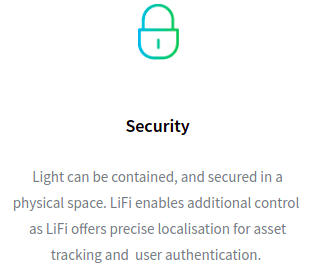 Security
Light can be contained, and secured in a
physical space. LiFi enables additional control
as LiFi offers precise localisation for asset
tracking and  user authentication.